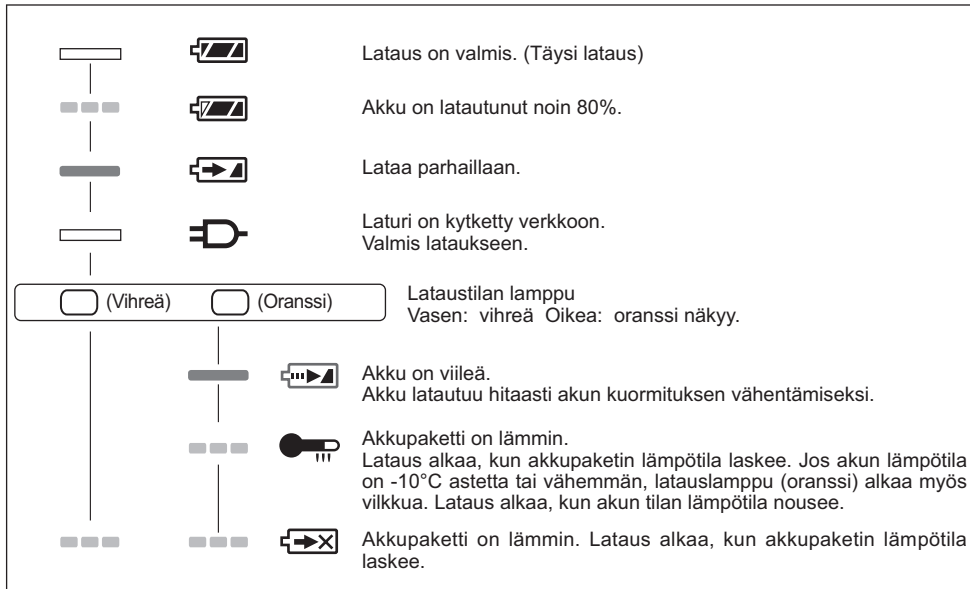 Lataus on valmis. (Täysi lataus)
Akku on latautunut noin 80%.
Lataa parhaillaan.
Laturi on kytketty verkkoon.
Valmis lataukseen.
(Vihreä) (Oranssi)
Lataustilan lamppu
Vasen: vihreä Oikea: oranssi näkyy.
Akku on viileä.
Akku latautuu hitaasti akun kuormituksen vähentämiseksi.
Akkupaketti on lämmin.
Lataus alkaa, kun akkupaketin lämpötila laskee. Jos akun lämpötila
on -10°C astetta tai vähemmän, latauslamppu (oranssi) alkaa myös
vilkkua. Lataus alkaa, kun akun tilan lämpötila nousee.
Akkupaketti on lämmin. Lataus alkaa, kun akkupaketin lämpötila
laskee.